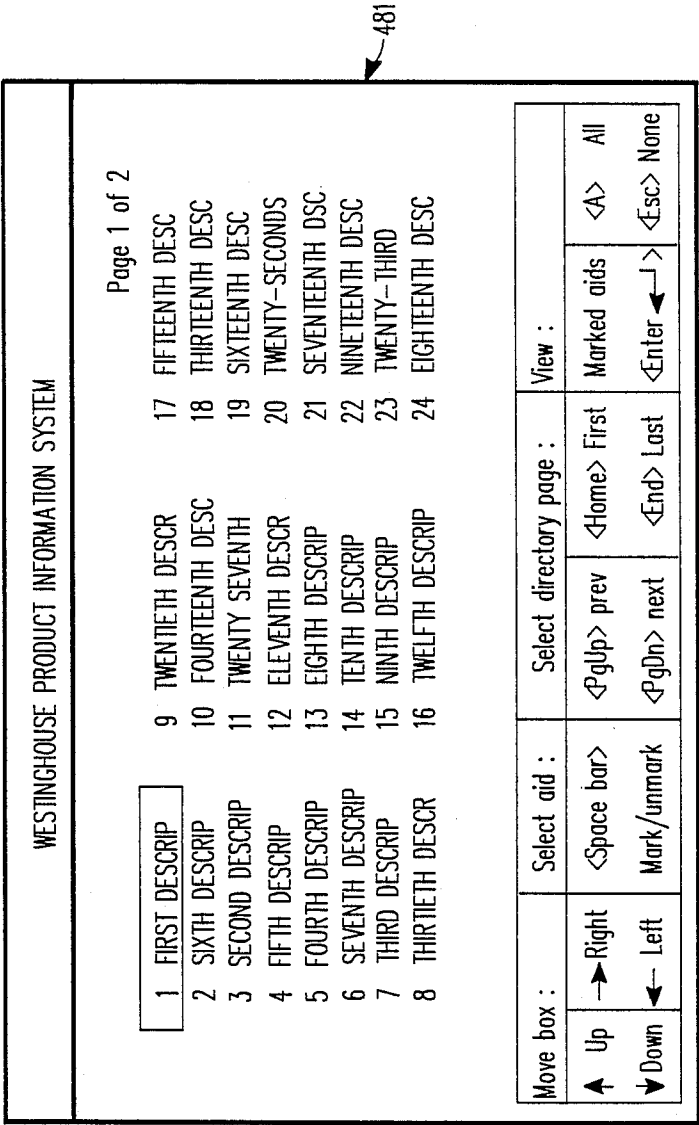 481
WESTINGHOUSE PRODUCT INFORMATION SYSTEM
Page 1 of 2
1 FIRST DESCRIP 9 TWENTIETH DESCR 17 FIFTEENTH DESC
2 SIXTH DESCRIP 10 FOURTEENTH DESC 18 THIRTEENTH DESC
3 SECOND DESCRIP 11 TWENTY SEVENTH 19 SIXTEENTH DESC
4 FIFTH DESCRIP 12 ELEVENTH DESCR 20 TWENTY-SECONDS
5 FOURTH DESCRIP 13 EIGHTH DESCRIP 21 SEVENTEENTH DSC.
6 SEVENTH DESCRIP 14 TENTH DESCRIP 22 NINETEENTH DESC
7 THIRD DESCRIP 15 NINTH DESCRIP 23 TWENTY-THIRD
8 THIRTIETH DESCR 16 TWELFTH DESCRIP 24 EIGHTEENTH DESC
Move box : Select aid : Select directory page : View :
↑ Up → Right <Space bar> <PgUp> prev <Home> First Marked aids <A> All
↓ Down ← Left Mark/unmark <PgDn> next <End> Last <Enter ↵> <Esc> None